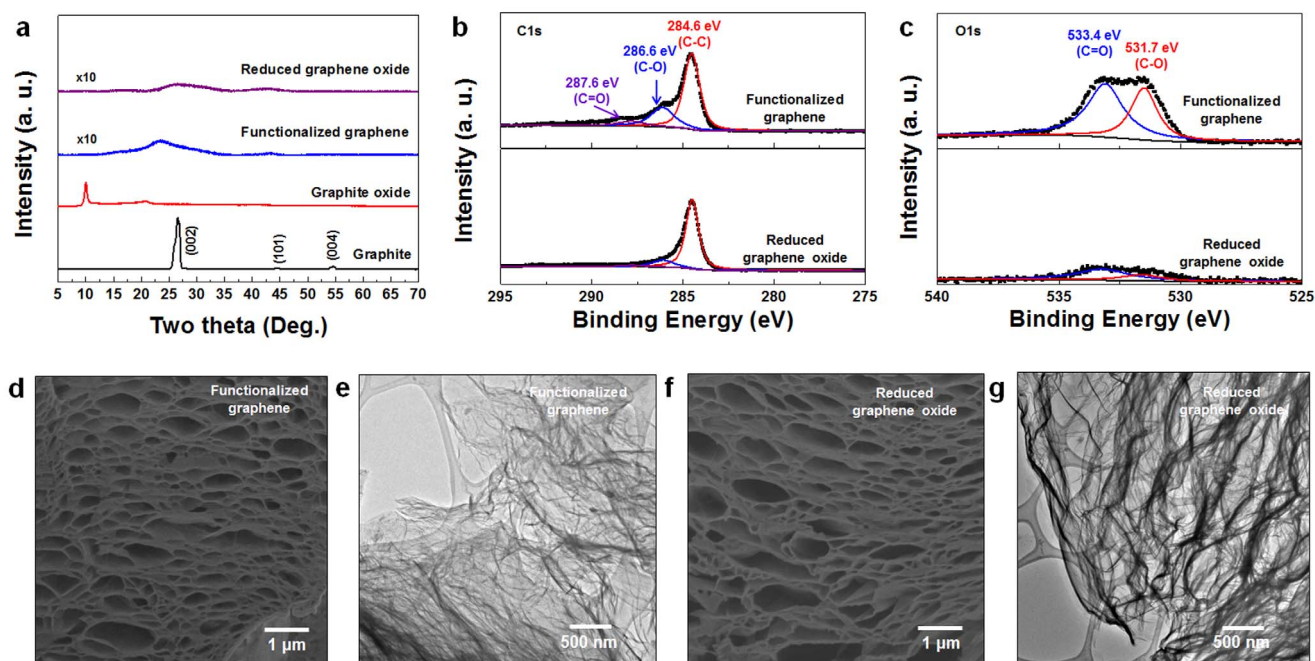 a
Intensity (a. u.)
x10
Reduced graphene oxide
x10
Functionalized graphene
Graphite oxide
(002)
(101)
(004)
Graphite
5 10 15 20 25 30 35 40 45 50 55 60 65 70
Two theta (Deg.)
b
Intensity (a. u.)
C1s
284.6 eV
(C-C)
286.6 eV
(C-O)
287.6 eV
(C=O)
Functionalized
graphene
Reduced
graphene oxide
295 290 285 280 275
Binding Energy (eV)
c
Intensity (a. u.)
O1s
533.4 eV
(C=O)
531.7 eV
(C-O)
Functionalized
graphene
Reduced
graphene oxide
540 535 530 525
Binding Energy (eV)
d
Functionalized
graphene
1 µm
e
Functionalized
graphene
500 nm
f
Reduced
graphene oxide
1 µm
g
Reduced
graphene oxide
500 nm